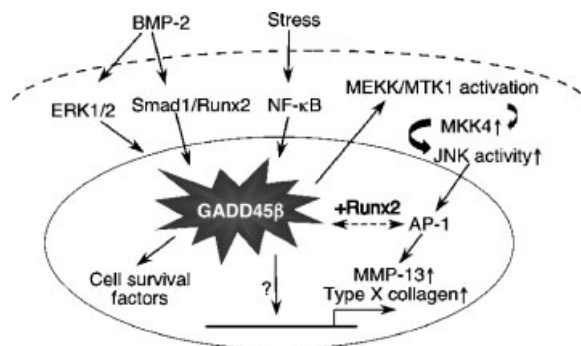 BMP-2
Stress
ERK1/2
Smad1/Runx2
NF-κB
MEKK/MTK1 activation
MKK4↑
JNK activity↑
GADD45β
+Runx2
AP-1
Cell survival
factors
?
MMP-13↑
Type X collagen↑